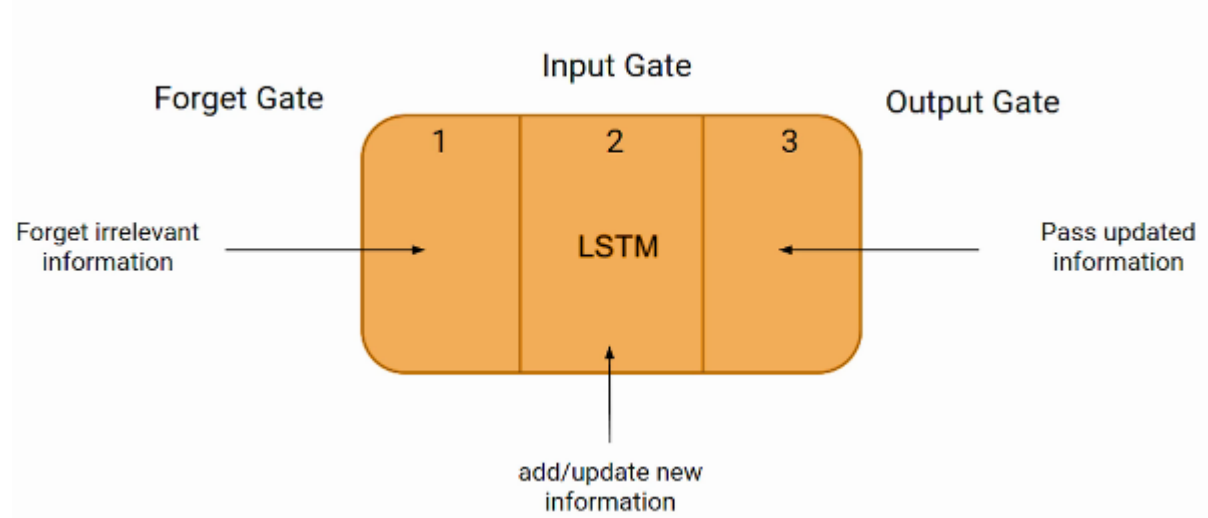 Input Gate
Forget Gate
Output Gate
1
2
3
Forget irrelevant
information
LSTM
Pass updated
information
add/update new
information